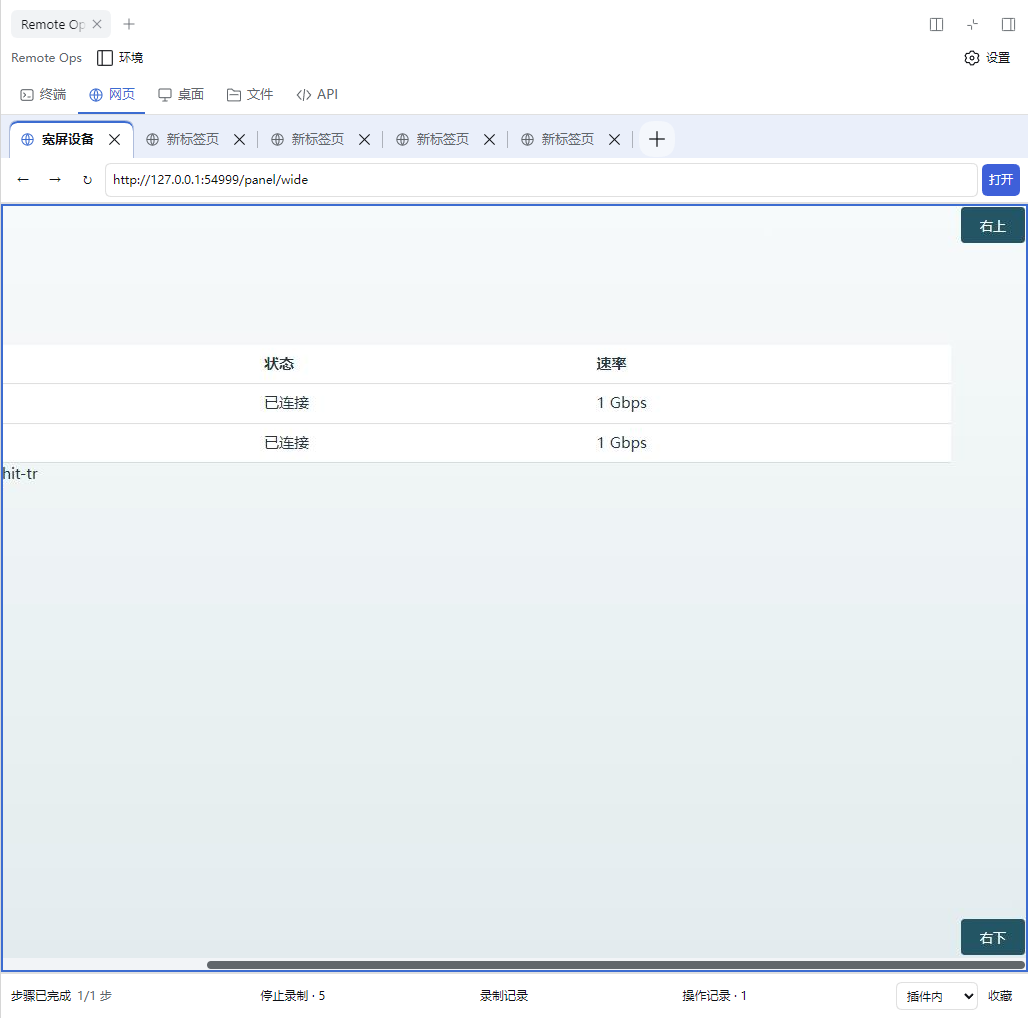 Remote Op
Remote Ops 环境 设置
终端 网页 桌面 文件 API
宽屏设备 新标签页 新标签页 新标签页 新标签页
http://127.0.0.1:54999/panel/wide 打开
右上
状态 速率
已连接 1 Gbps
已连接 1 Gbps
hit-tr
右下
步骤已完成 1/1 步 停止录制 · 5 录制记录 操作记录 · 1 插件内 收藏